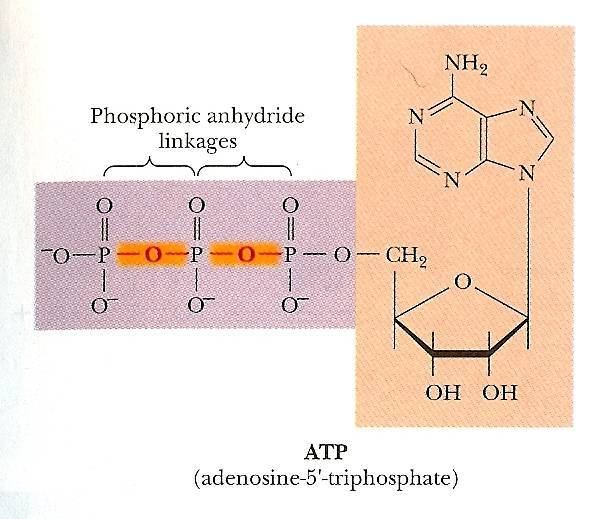 NH₂
N
N
N
N
Phosphoric anhydride
linkages
O O O
⁻O—P—O—P—O—P—O—CH₂
O⁻ O⁻ O⁻
O
OH OH
ATP
(adenosine-5'-triphosphate)